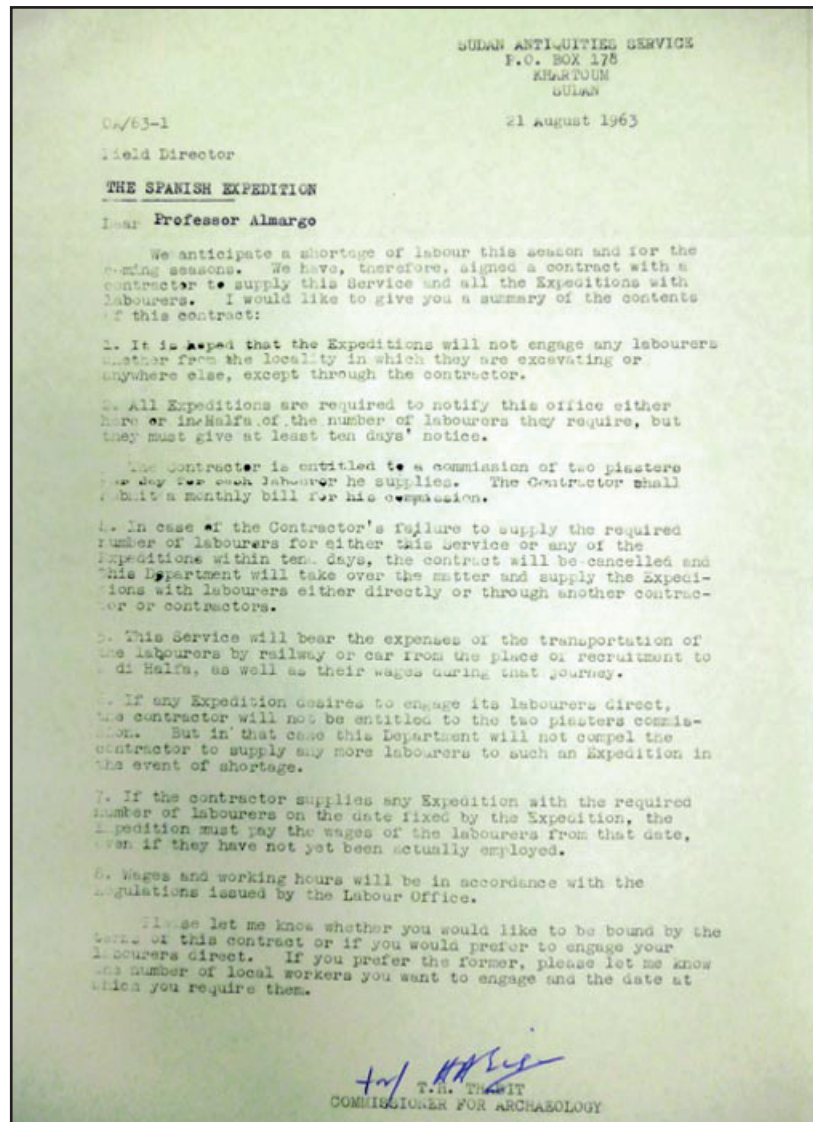 SUDAN ANTIQUITIES SERVICE
P.O. BOX 178
KHARTOUM
SUDAN
OA/63-1
21 August 1963
Field Director
THE SPANISH EXPEDITION
Dear Professor Almargo
We anticipate a shortage of labour this season and for the
coming seasons. We have, therefore, signed a contract with a
contractor to supply this Service and all the Expeditions with
labourers. I would like to give you a summary of the contents
of this contract:
1. It is hoped that the Expeditions will not engage any labourers
whether from the locality in which they are excavating or
anywhere else, except through the contractor.
2. All Expeditions are required to notify this office either
here or in Halfa of the number of labourers they require, but
they must give at least ten days' notice.
The Contractor is entitled to a commission of two piasters
per day for each labourer he supplies. The Contractor shall
submit a monthly bill for his commission.
4. In case of the Contractor's failure to supply the required
number of labourers for either this Service or any of the
Expeditions within ten days, the contract will be cancelled and
this Department will take over the matter and supply the Expedi-
tions with labourers either directly or through another contrac-
tor or contractors.
5. This Service will bear the expenses of the transportation of
the labourers by railway or car from the place of recruitment to
Wadi Halfa, as well as their wages during that journey.
6. If any Expedition desires to engage its labourers direct,
the contractor will not be entitled to the two piasters commis-
sion. But in that case this Department will not compel the
contractor to supply any more labourers to such an Expedition in
the event of shortage.
7. If the contractor supplies any Expedition with the required
number of labourers on the date fixed by the Expedition, the
Expedition must pay the wages of the labourers from that date,
even if they have not yet been actually employed.
8. Wages and working hours will be in accordance with the
Regulations issued by the Labour Office.
Please let me know whether you would like to be bound by the
terms of this contract or if you would prefer to engage your
labourers direct. If you prefer the former, please let me know
the number of local workers you want to engage and the date at
which you require them.
for
T.H. THABIT
COMMISSIONER FOR ARCHAEOLOGY